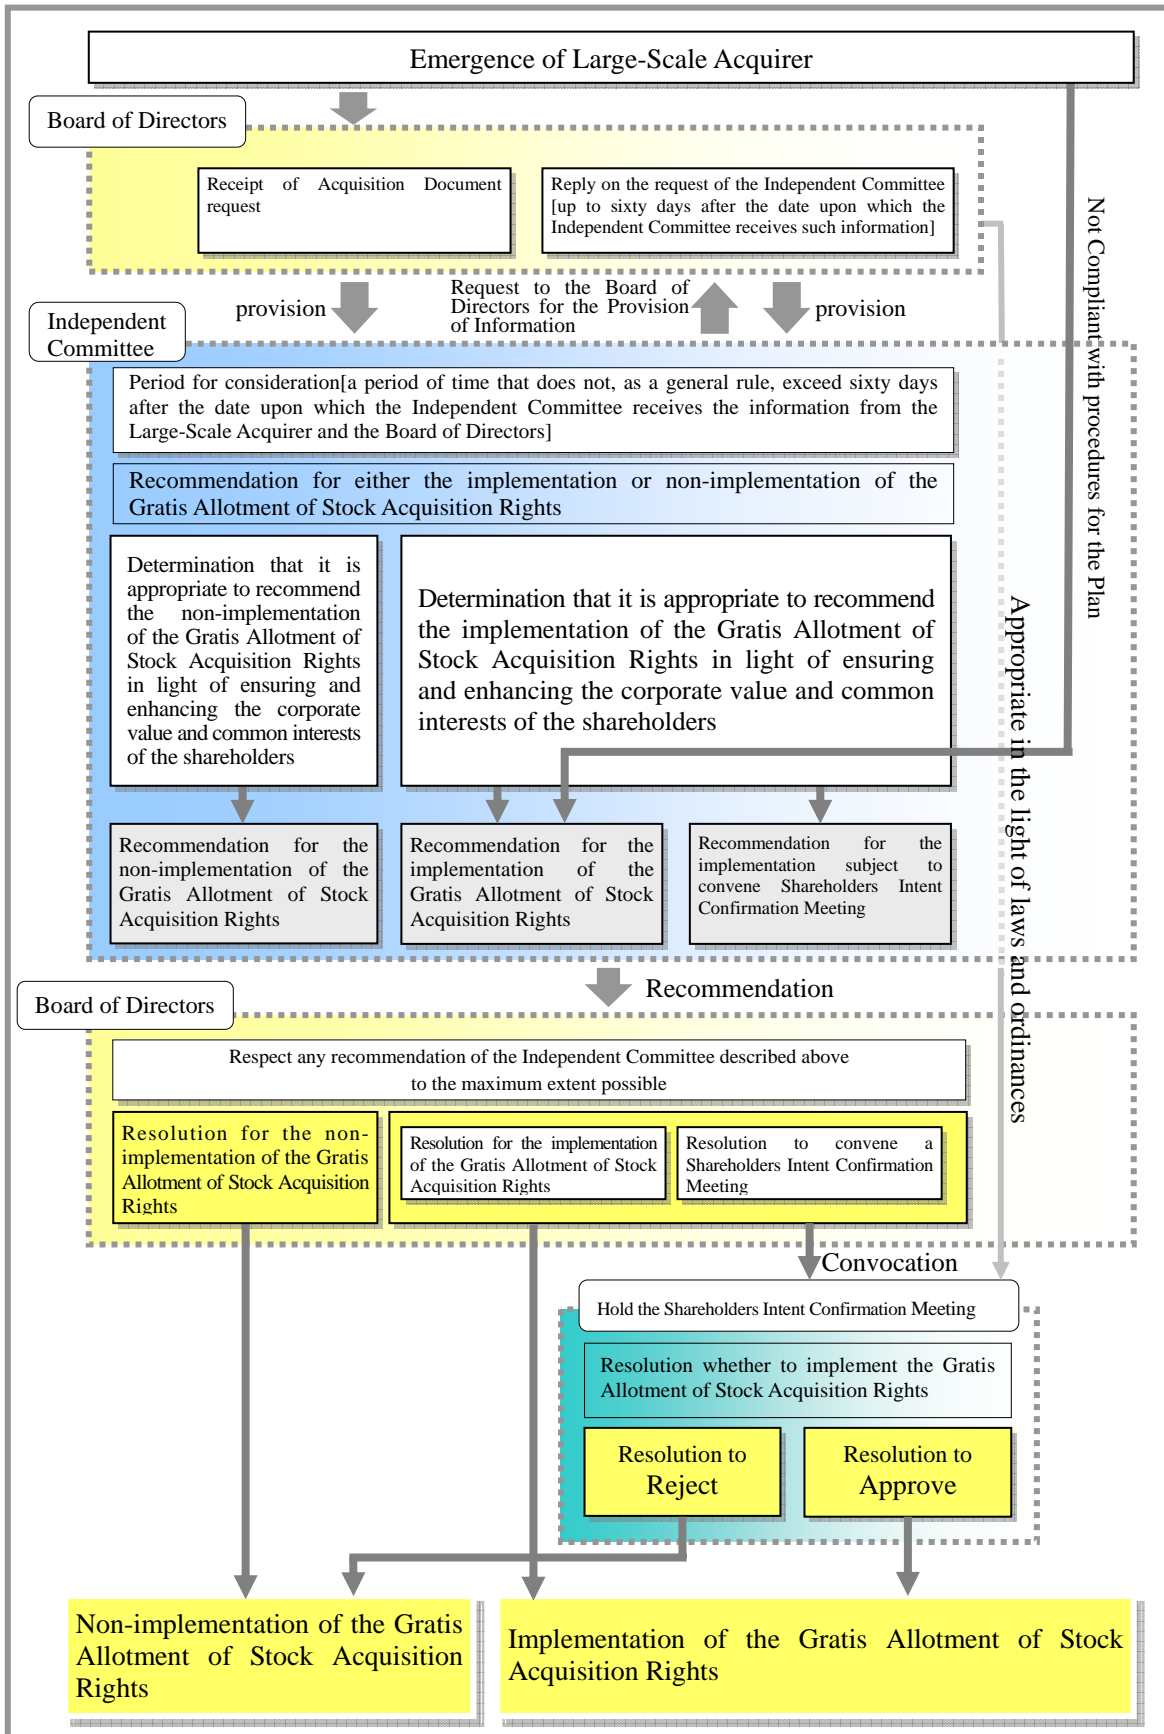 Emergence of Large-Scale Acquirer
Board of Directors
Receipt of Acquisition Document
request
Reply on the request of the Independent Committee
[up to sixty days after the date upon which the
Independent Committee receives such information]
Not Compliant with procedures for the Plan
provision
Request to the Board of
Directors for the Provision
of Information
provision
Independent
Committee
Period for consideration[a period of time that does not, as a general rule, exceed sixty days
after the date upon which the Independent Committee receives the information from the
Large-Scale Acquirer and the Board of Directors]
Recommendation for either the implementation or non-implementation of the
Gratis Allotment of Stock Acquisition Rights
Determination that it is
appropriate to recommend
the non-implementation
of the Gratis Allotment of
Stock Acquisition Rights
in light of ensuring and
enhancing the corporate
value and common interests
of the shareholders
Determination that it is appropriate to recommend
the implementation of the Gratis Allotment of
Stock Acquisition Rights in light of ensuring
and enhancing the corporate value and common
interests of the shareholders
Appropriate in the light of laws and ordinances
Recommendation for the
non-implementation of the
Gratis Allotment of Stock
Acquisition Rights
Recommendation for the
implementation of the
Gratis Allotment of Stock
Acquisition Rights
Recommendation for the
implementation subject to
convene Shareholders Intent
Confirmation Meeting
Recommendation
Board of Directors
Respect any recommendation of the Independent Committee described above
to the maximum extent possible
Resolution for the non-
implementation of the Gratis
Allotment of Stock Acquisition
Rights
Resolution for the implementation
of the Gratis Allotment of Stock
Acquisition Rights
Resolution to convene a
Shareholders Intent Confirmation
Meeting
Convocation
Hold the Shareholders Intent Confirmation Meeting
Resolution whether to implement the Gratis
Allotment of Stock Acquisition Rights
Resolution to
Reject
Resolution to
Approve
Non-implementation of the Gratis
Allotment of Stock Acquisition
Rights
Implementation of the Gratis Allotment of Stock
Acquisition Rights